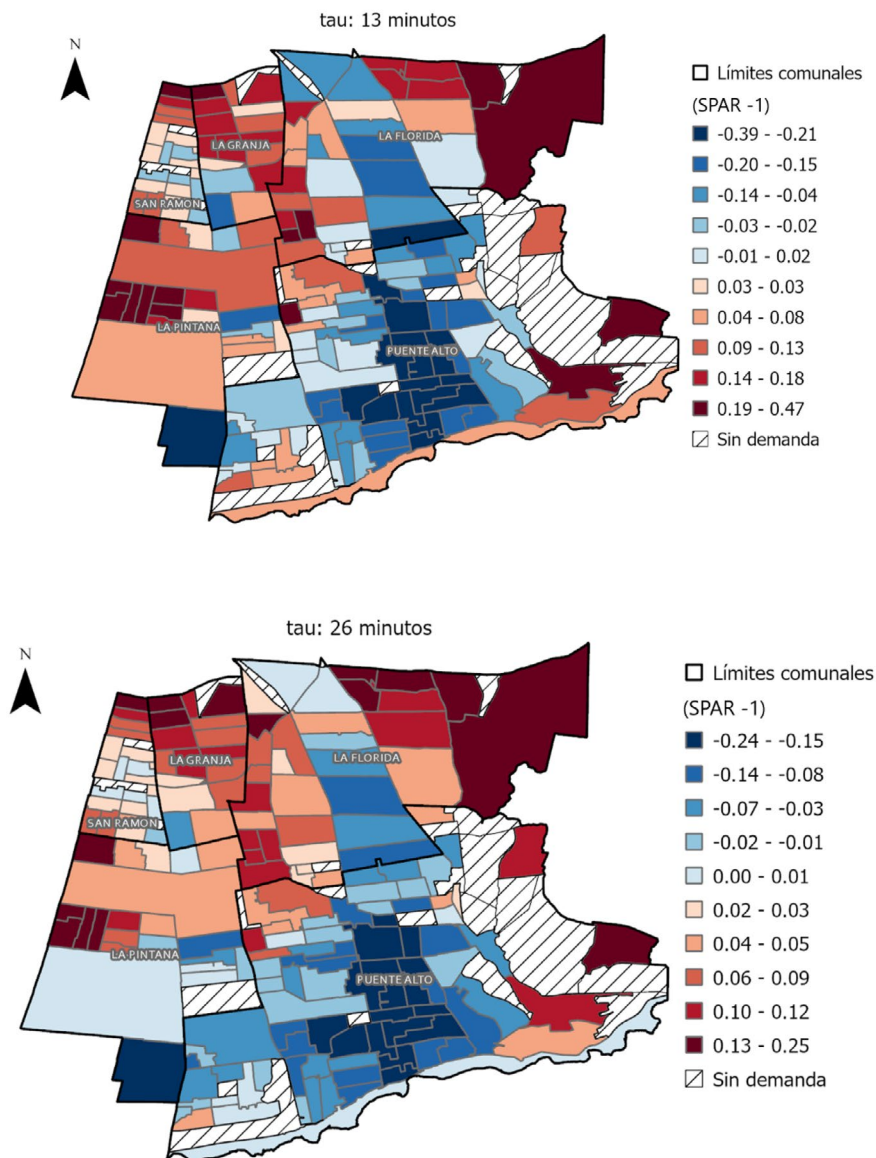 tau: 13 minutos
N
Límites comunales
(SPAR -1)
-0.39 - -0.21
-0.20 - -0.15
-0.14 - -0.04
-0.03 - -0.02
-0.01 - 0.02
0.03 - 0.03
0.04 - 0.08
0.09 - 0.13
0.14 - 0.18
0.19 - 0.47
Sin demanda
LA GRANJA
LA FLORIDA
SAN RAMON
LA PINTANA
PUENTE ALTO
tau: 26 minutos
N
Límites comunales
(SPAR -1)
-0.24 - -0.15
-0.14 - -0.08
-0.07 - -0.03
-0.02 - -0.01
0.00 - 0.01
0.02 - 0.03
0.04 - 0.05
0.06 - 0.09
0.10 - 0.12
0.13 - 0.25
Sin demanda
LA GRANJA
LA FLORIDA
SAN RAMON
LA PINTANA
PUENTE ALTO